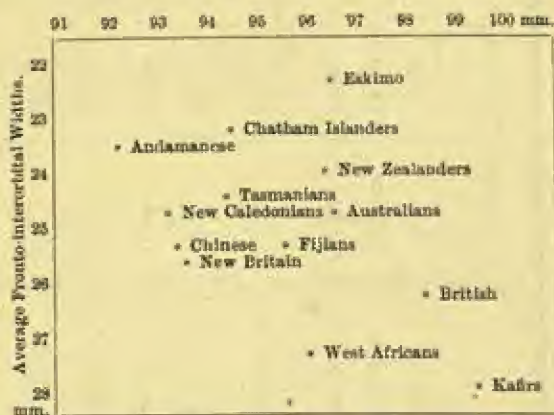 91 92 93 94 95 96 97 98 99 100 mm.
Average Fronto-interorbital Widths.
22
Eskimo
23
Chatham Islanders
Andamanese
24
New Zealanders
Tasmanians
New Caledonians Australians
25
Chinese Fijians
New Britain
26
British
27
West Africans
Kafirs
28
mm.